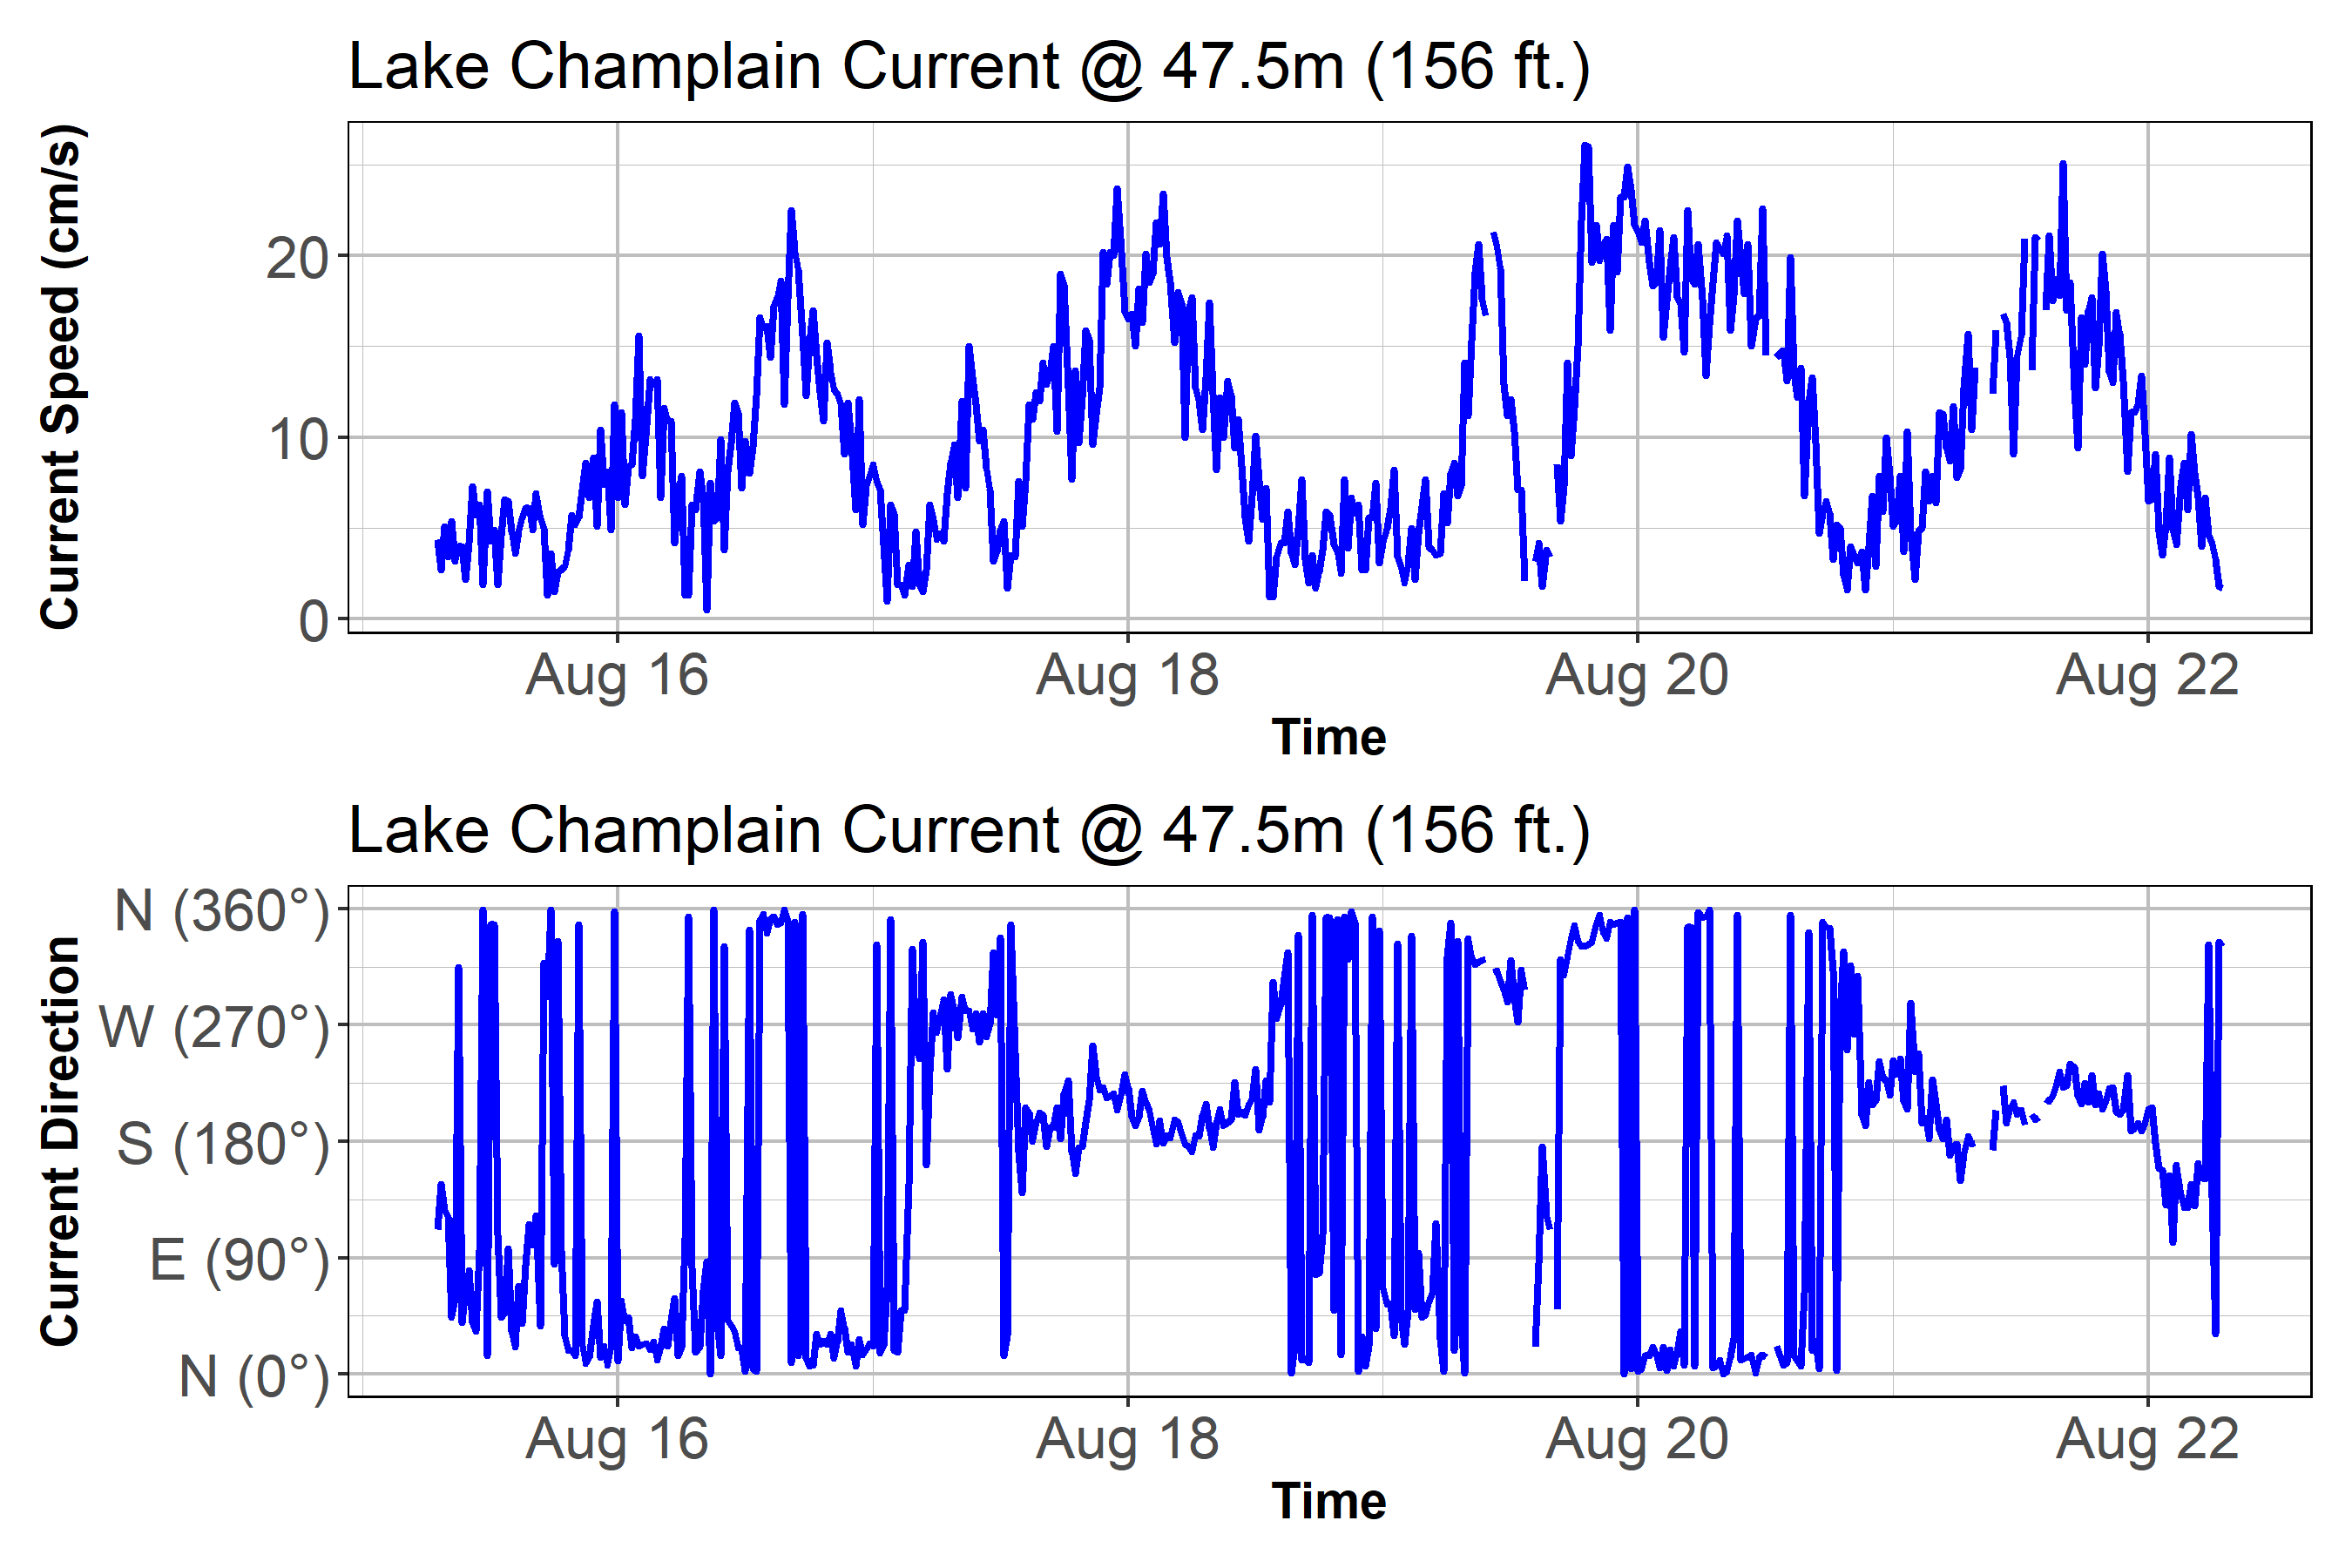 Lake Champlain Current @ 47.5m (156 ft.)
Current Speed (cm/s)
20
10
0
Aug 16 Aug 18 Aug 20 Aug 22
Time
Lake Champlain Current @ 47.5m (156 ft.)
Current Direction
N (360°)
W (270°)
S (180°)
E (90°)
N (0°)
Aug 16 Aug 18 Aug 20 Aug 22
Time